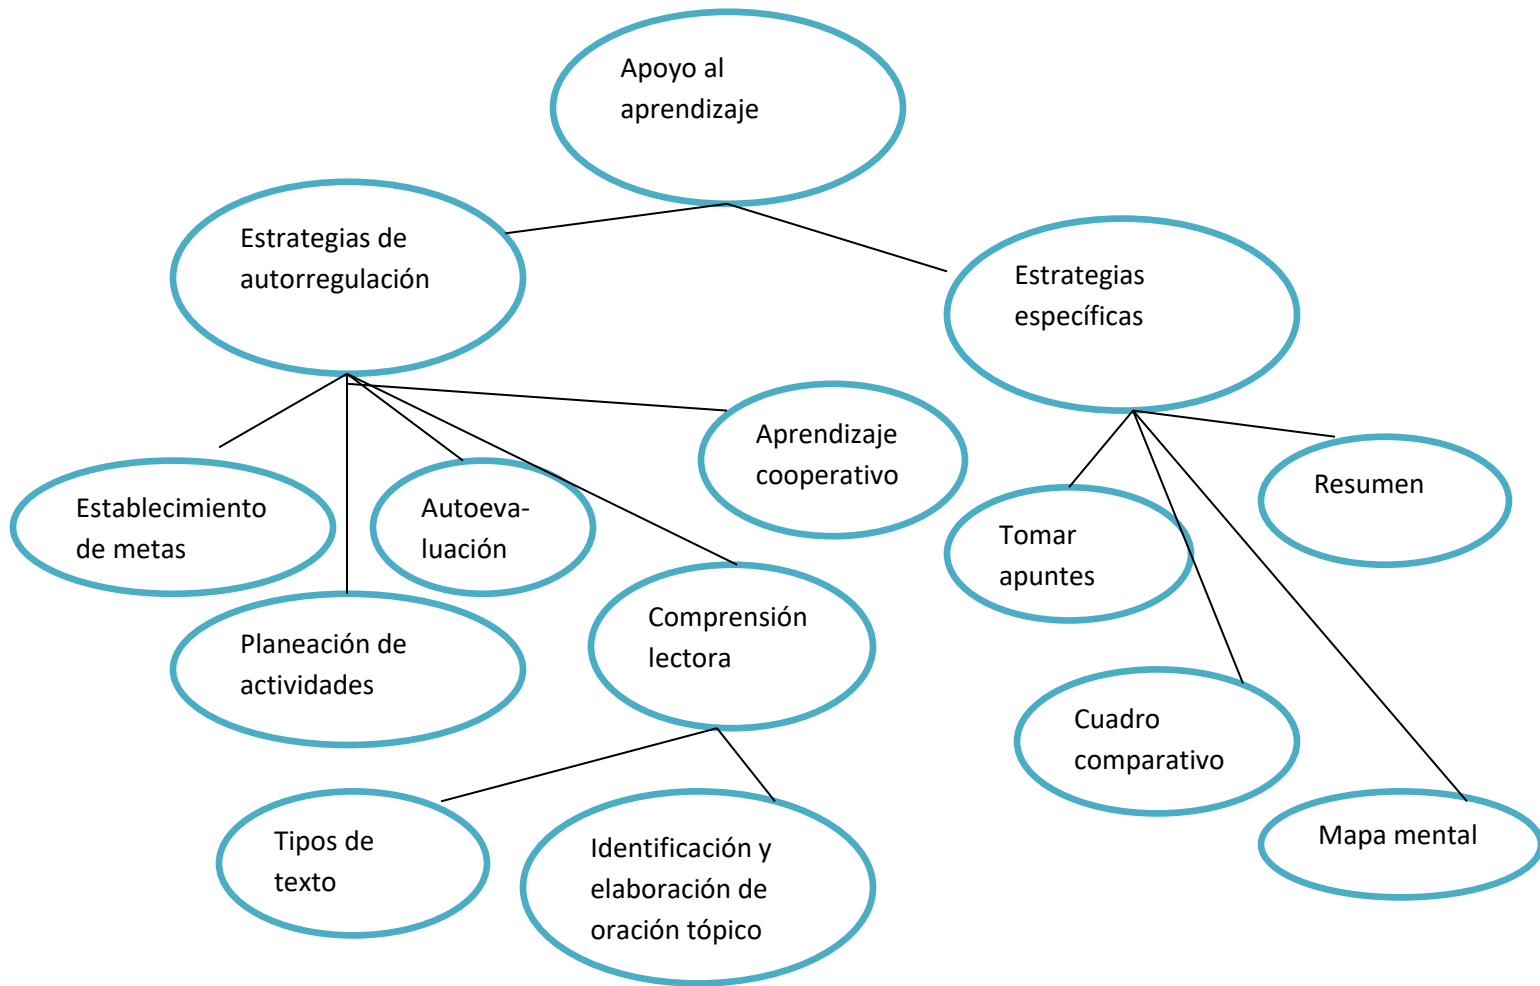 Apoyo al
aprendizaje
Estrategias de
autorregulación
Estrategias
específicas
Aprendizaje
cooperativo
Establecimiento
de metas
Autoeva-
luación
Resumen
Tomar
apuntes
Planeación de
actividades
Comprensión
lectora
Cuadro
comparativo
Tipos de
texto
Identificación y
elaboración de
oración tópico
Mapa mental